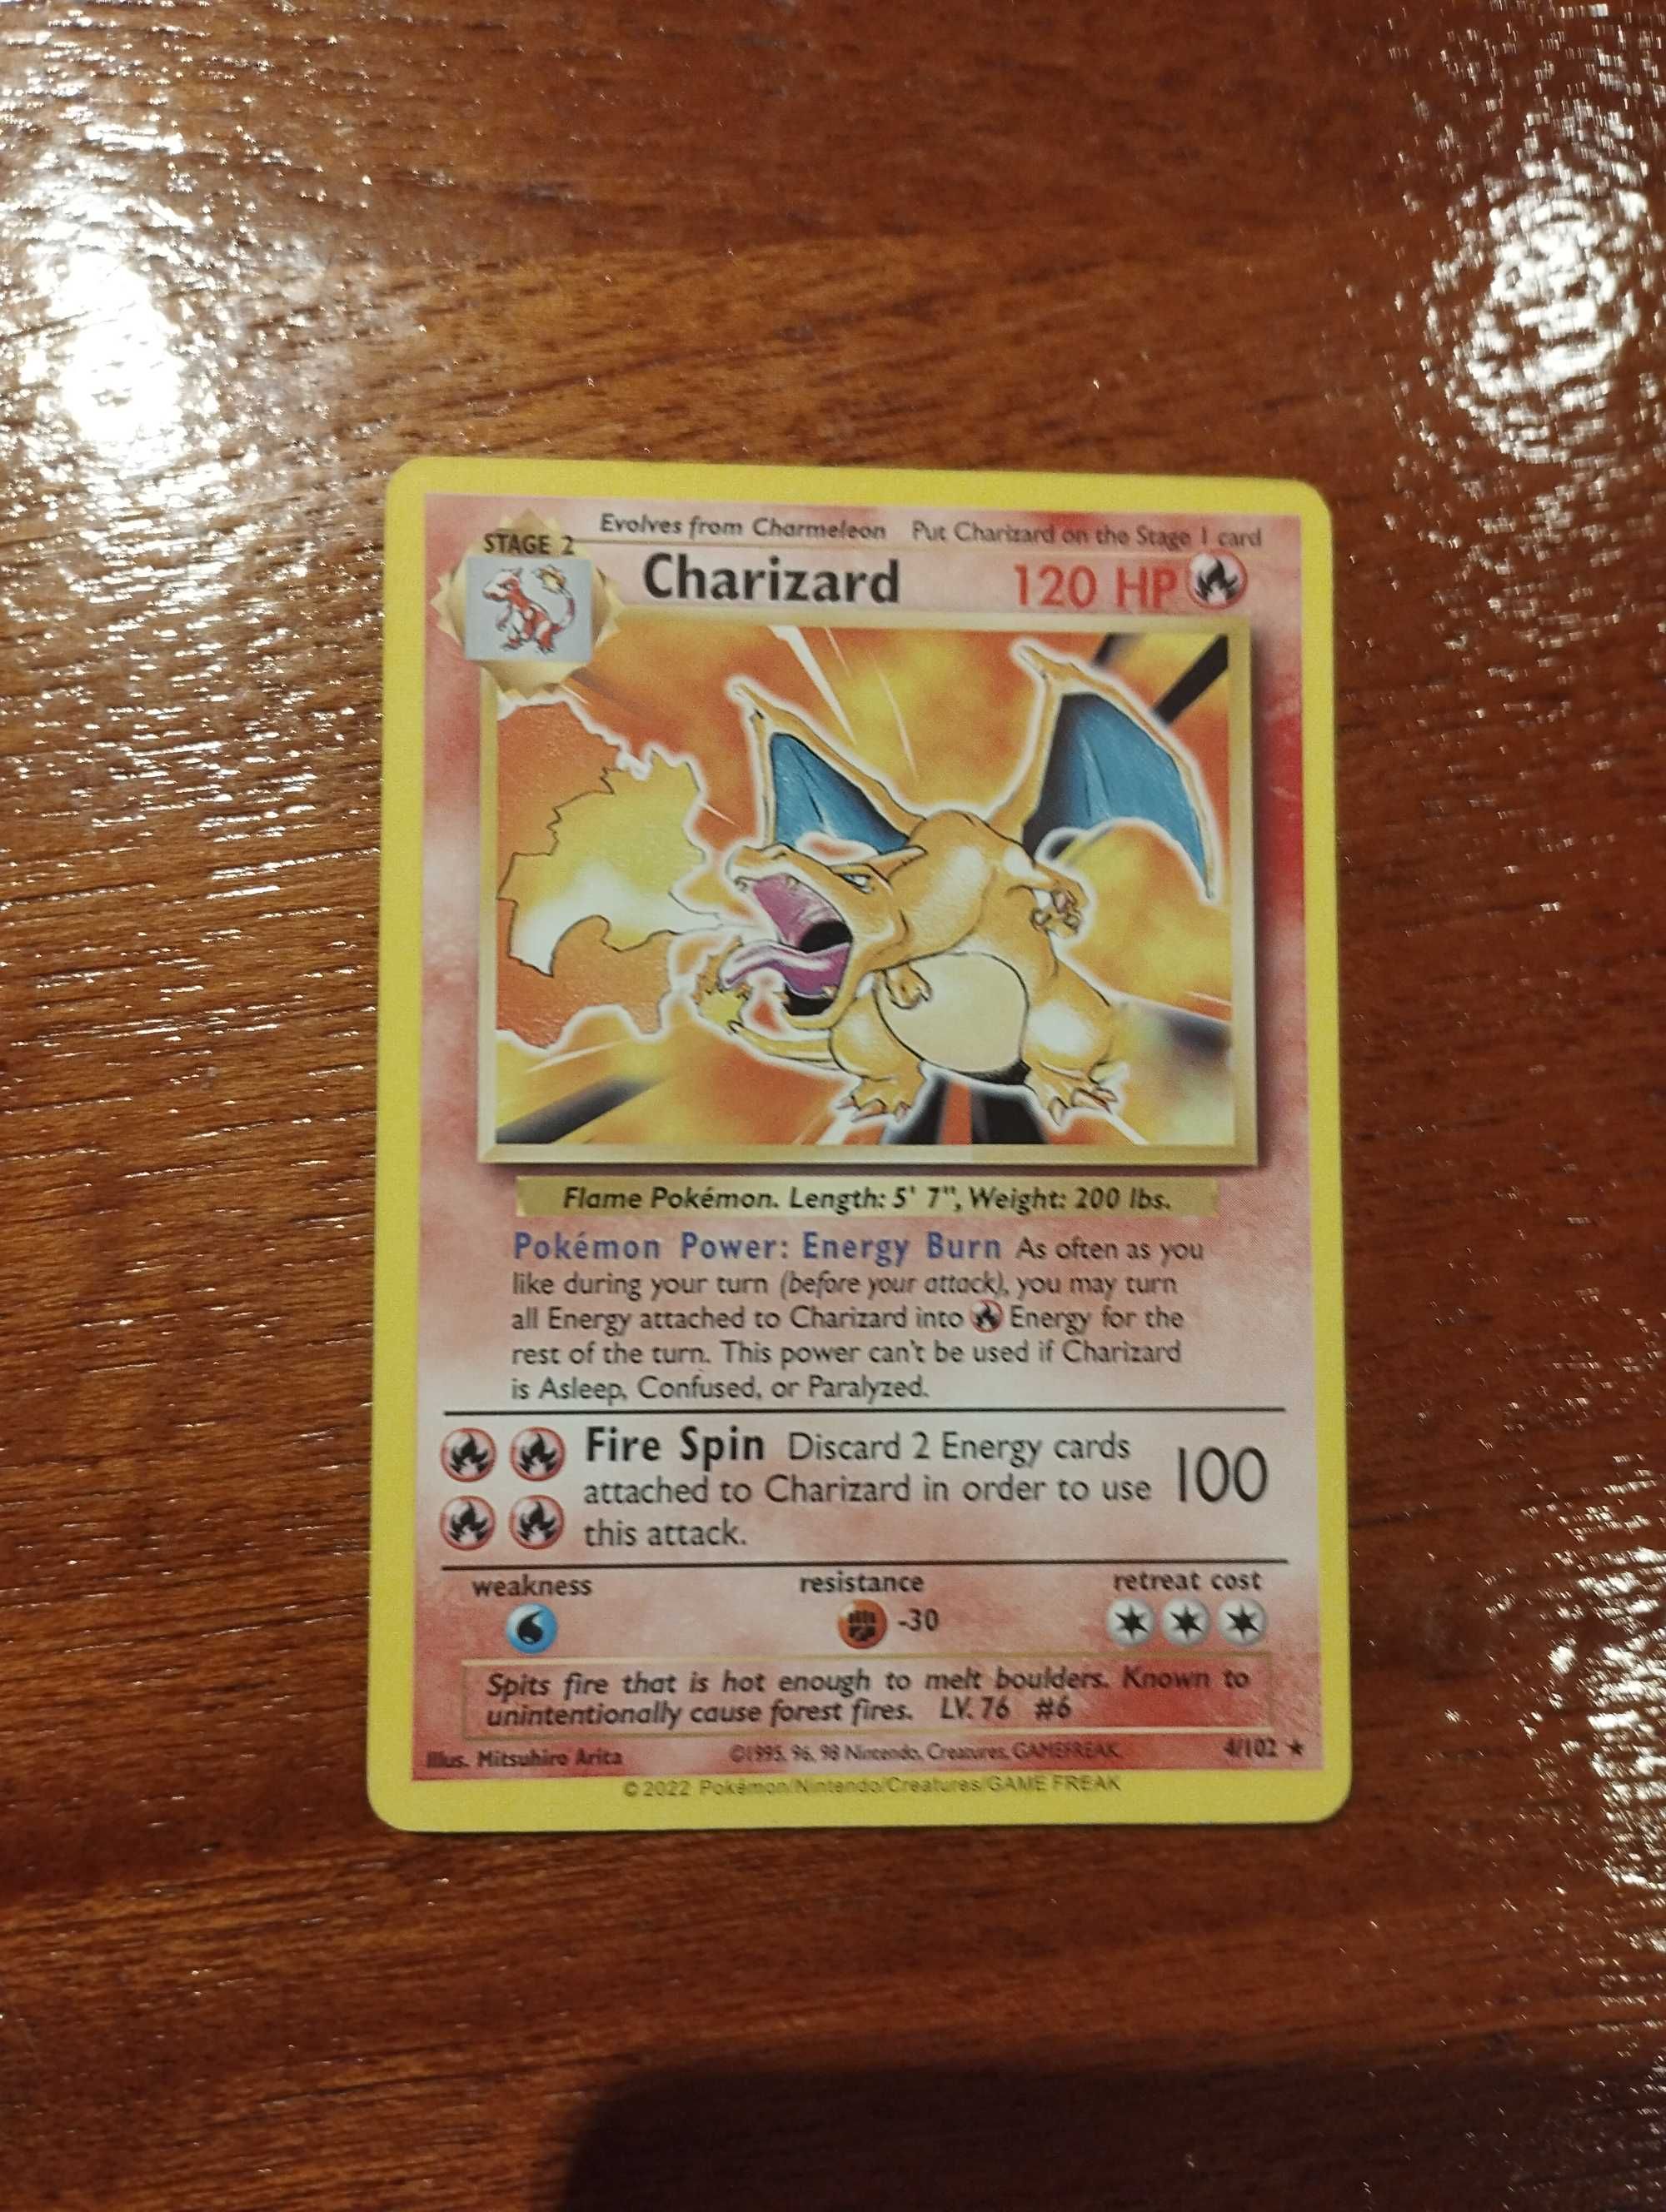 Evolves from Charmeleon Put Charizard on the Stage 1 card
STAGE 2
Charizard 120 HP
Flame Pokémon. Length: 5' 7", Weight: 200 lbs.
Pokémon Power: Energy Burn As often as you
like during your turn (before your attack), you may turn
all Energy attached to Charizard into Energy for the
rest of the turn. This power can't be used if Charizard
is Asleep, Confused, or Paralyzed.
Fire Spin Discard 2 Energy cards
attached to Charizard in order to use 100
this attack.
weakness resistance retreat cost
-30
Spits fire that is hot enough to melt boulders. Known to
unintentionally cause forest fires. LV. 76 #6
Illus. Mitsuhiro Arita ©1995, 96, 98 Nintendo, Creatures, GAMEFREAK. 4/102 ★
© 2022 Pokémon/Nintendo/Creatures/GAME FREAK